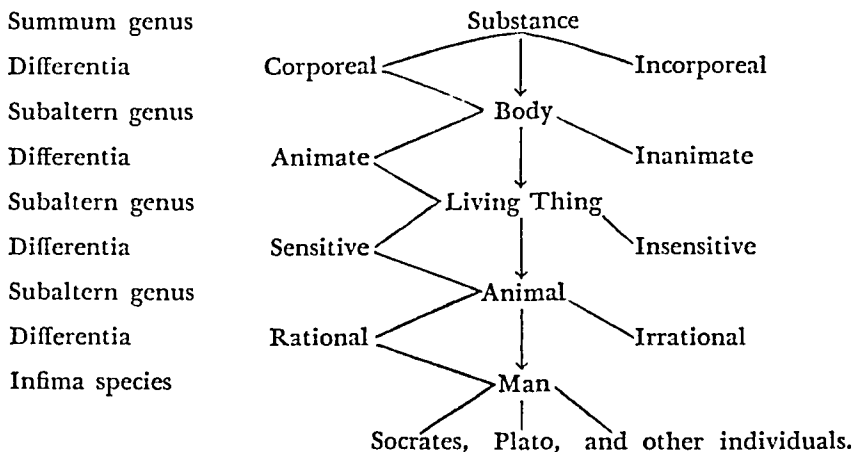 Summum genus Substance
Differentia Corporeal Incorporeal
Subaltern genus Body
Differentia Animate Inanimate
Subaltern genus Living Thing
Differentia Sensitive Insensitive
Subaltern genus Animal
Differentia Rational Irrational
Infima species Man
Socrates, Plato, and other individuals.